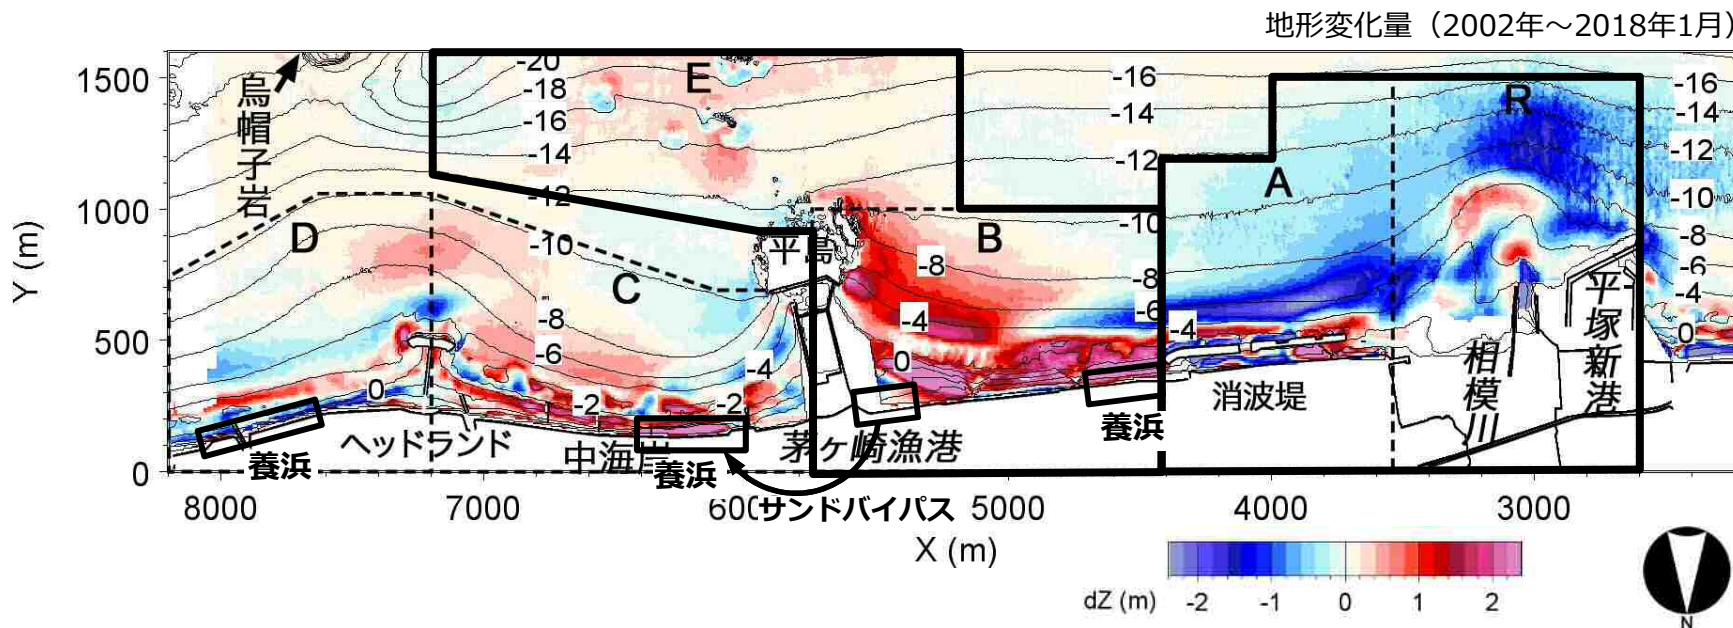 地形変化量（2002年～2018年1月）
1500
1000
500
0
Y (m)
烏帽子岩
-20
-18
-16
-14
-12
-10
-8
-6
-4
-2
-2
0
E
D
C
B
A
R
平島
-8
-4
0
-16
-14
-12
-10
-8
-6
-4
-16
-14
-12
-10
-8
-6
-4
0
養浜
ヘッドランド
中海岸
養浜
茅ヶ崎漁港
養浜
消波堤
相模川
平塚新港
サンドバイパス
8000
7000
600
5000
4000
3000
X (m)
dZ (m)
-2
-1
0
1
2
N